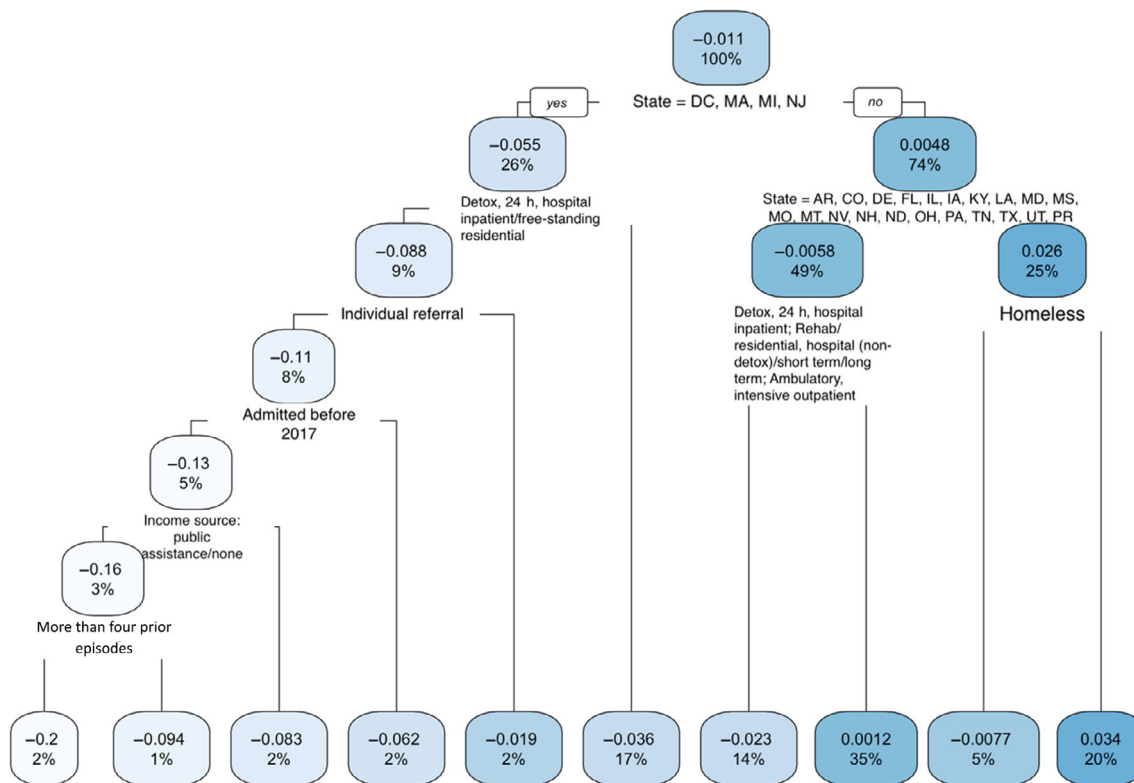 –0.011
100%
yes
State = DC, MA, MI, NJ
no
–0.055
26%
0.0048
74%
Detox, 24 h, hospital
inpatient/free-standing
residential
State = AR, CO, DE, FL, IL, IA, KY, LA, MD, MS,
MO, MT, NV, NH, ND, OH, PA, TN, TX, UT, PR
–0.088
9%
–0.0058
49%
0.026
25%
Individual referral
Detox, 24 h, hospital
inpatient; Rehab/
residential, hospital (non-
detox)/short term/long
term; Ambulatory,
intensive outpatient
Homeless
–0.11
8%
Admitted before
2017
–0.13
5%
Income source:
public
assistance/none
–0.16
3%
More than four prior
episodes
–0.2
2%
–0.094
1%
–0.083
2%
–0.062
2%
–0.019
2%
–0.036
17%
–0.023
14%
0.0012
35%
–0.0077
5%
0.034
20%